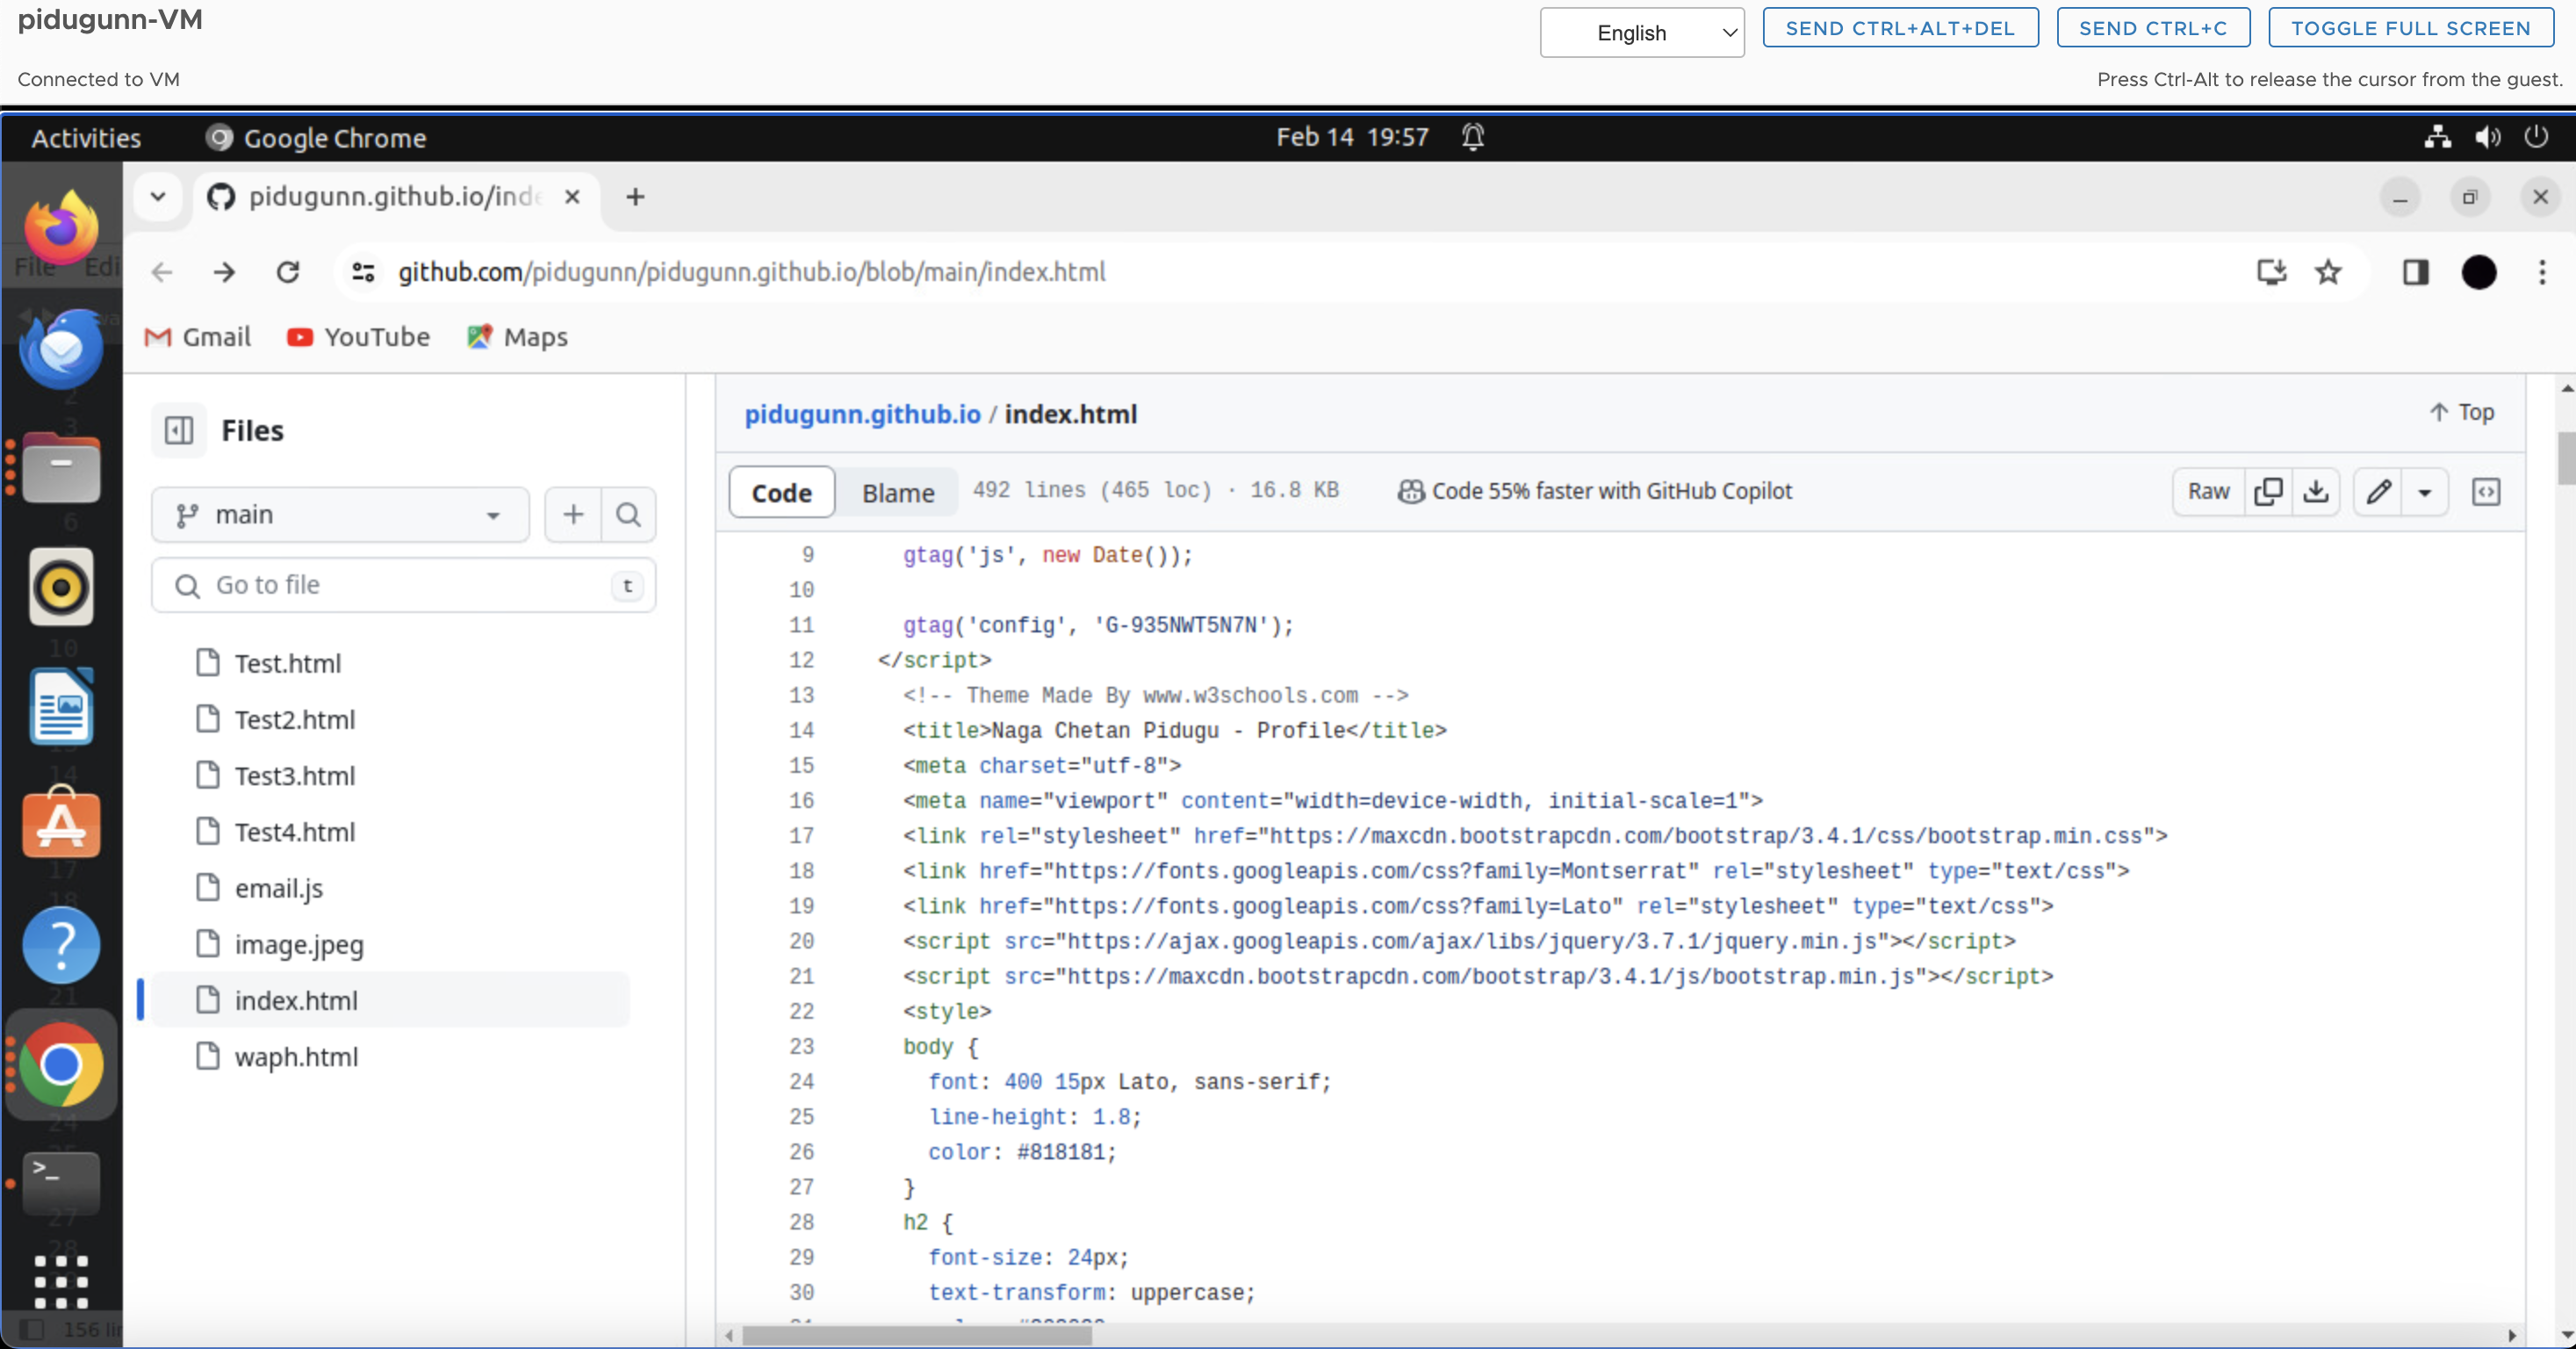 pidugunn-VM
English
SEND CTRL+ALT+DEL
SEND CTRL+C
TOGGLE FULL SCREEN
Connected to VM
Press Ctrl-Alt to release the cursor from the guest.
Activities
Google Chrome
Feb 14 19:57
pidugunn.github.io/ind
github.com/pidugunn/pidugunn.github.io/blob/main/index.html
File Edi
Gmail
YouTube
Maps
Files
main
Go to file
t
Test.html
Test2.html
Test3.html
Test4.html
email.js
image.jpeg
index.html
waph.html
pidugunn.github.io / index.html
Top
Code
Blame
492 lines (465 loc) · 16.8 KB
Code 55% faster with GitHub Copilot
Raw
9 gtag('js', new Date());
10
11 gtag('config', 'G-935NWT5N7N');
12 </script>
13 <!-- Theme Made By www.w3schools.com -->
14 <title>Naga Chetan Pidugu - Profile</title>
15 <meta charset="utf-8">
16 <meta name="viewport" content="width=device-width, initial-scale=1">
17 <link rel="stylesheet" href="https://maxcdn.bootstrapcdn.com/bootstrap/3.4.1/css/bootstrap.min.css">
18 <link href="https://fonts.googleapis.com/css?family=Montserrat" rel="stylesheet" type="text/css">
19 <link href="https://fonts.googleapis.com/css?family=Lato" rel="stylesheet" type="text/css">
20 <script src="https://ajax.googleapis.com/ajax/libs/jquery/3.7.1/jquery.min.js"></script>
21 <script src="https://maxcdn.bootstrapcdn.com/bootstrap/3.4.1/js/bootstrap.min.js"></script>
22 <style>
23 body {
24 font: 400 15px Lato, sans-serif;
25 line-height: 1.8;
26 color: #818181;
27 }
28 h2 {
29 font-size: 24px;
30 text-transform: uppercase;
156 lin